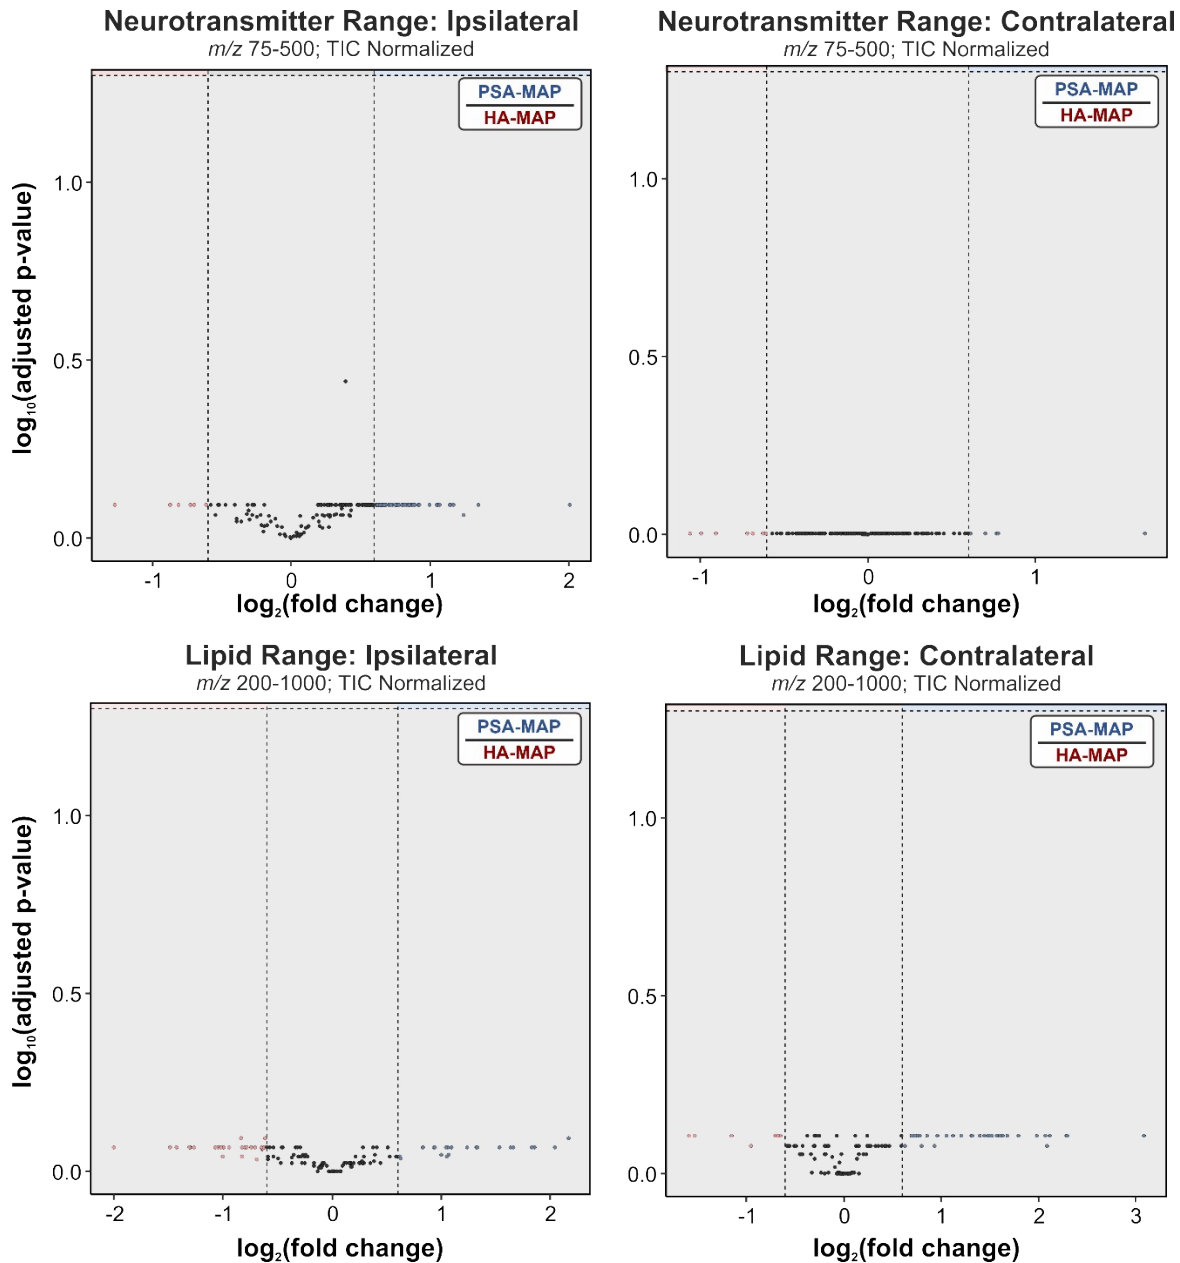 Neurotransmitter Range: Ipsilateral
m/z 75-500; TIC Normalized
PSA-MAP
HA-MAP
1.0
0.5
0.0
log10(adjusted p-value)
-1
0
1
2
log2(fold change)
Neurotransmitter Range: Contralateral
m/z 75-500; TIC Normalized
PSA-MAP
HA-MAP
1.0
0.5
0.0
-1
0
1
log2(fold change)
Lipid Range: Ipsilateral
m/z 200-1000; TIC Normalized
PSA-MAP
HA-MAP
1.0
0.5
0.0
log10(adjusted p-value)
-2
-1
0
1
2
log2(fold change)
Lipid Range: Contralateral
m/z 200-1000; TIC Normalized
PSA-MAP
HA-MAP
1.0
0.5
0.0
-1
0
1
2
3
log2(fold change)